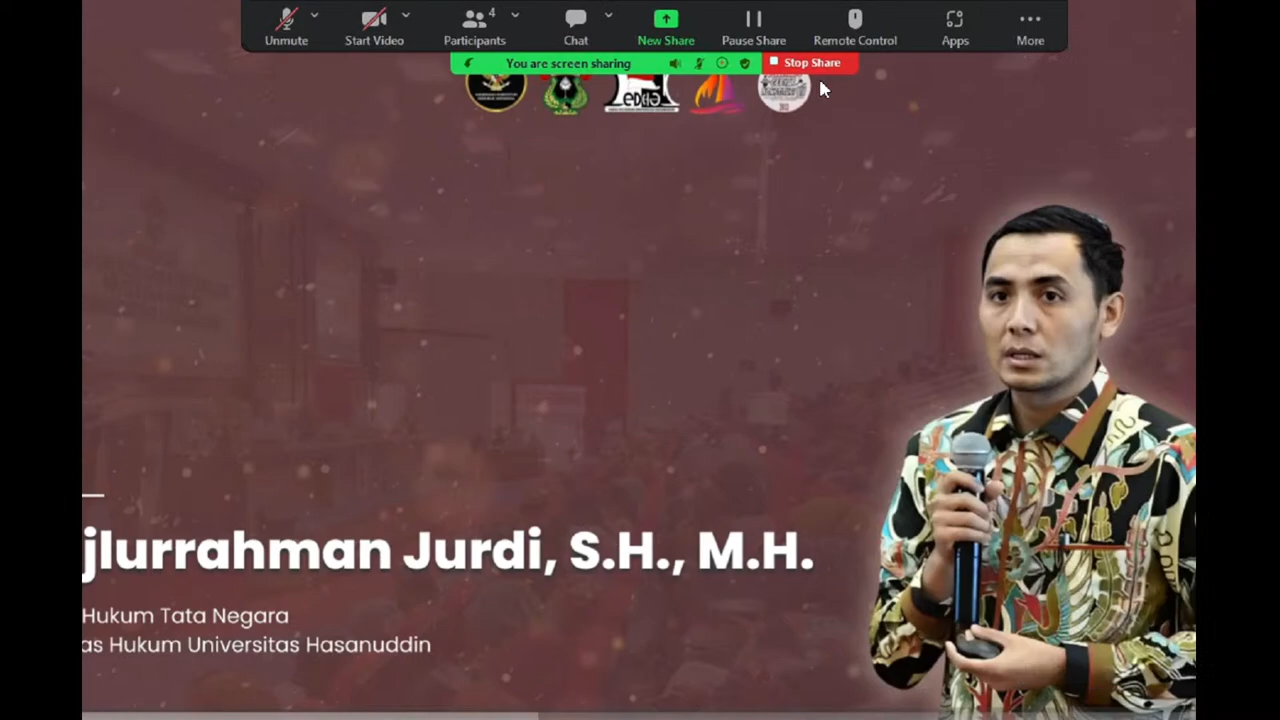 Unmute
Start Video
Participants
4
Chat
New Share
Pause Share
Remote Control
Apps
More
You are screen sharing
Stop Share
jlurrahman Jurdi, S.H., M.H.
Hukum Tata Negara
as Hukum Universitas Hasanuddin